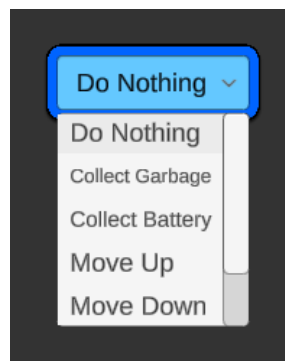 Do Nothing
Do Nothing
Collect Garbage
Collect Battery
Move Up
Move Down